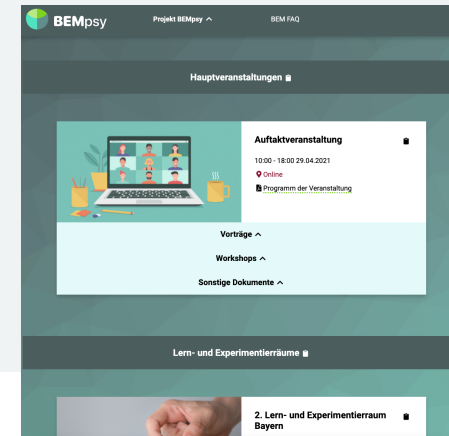 BEMpsy
Projekt BEMpsy
BEM FAQ
Hauptveranstaltungen
Auftaktveranstaltung
10:00 - 18:00 29.04.2021
Online
Programm der Veranstaltung
Vorträge
Workshops
Sonstige Dokumente
Lern- und Experimentierräume
2. Lern- und Experimentierraum
Bayern